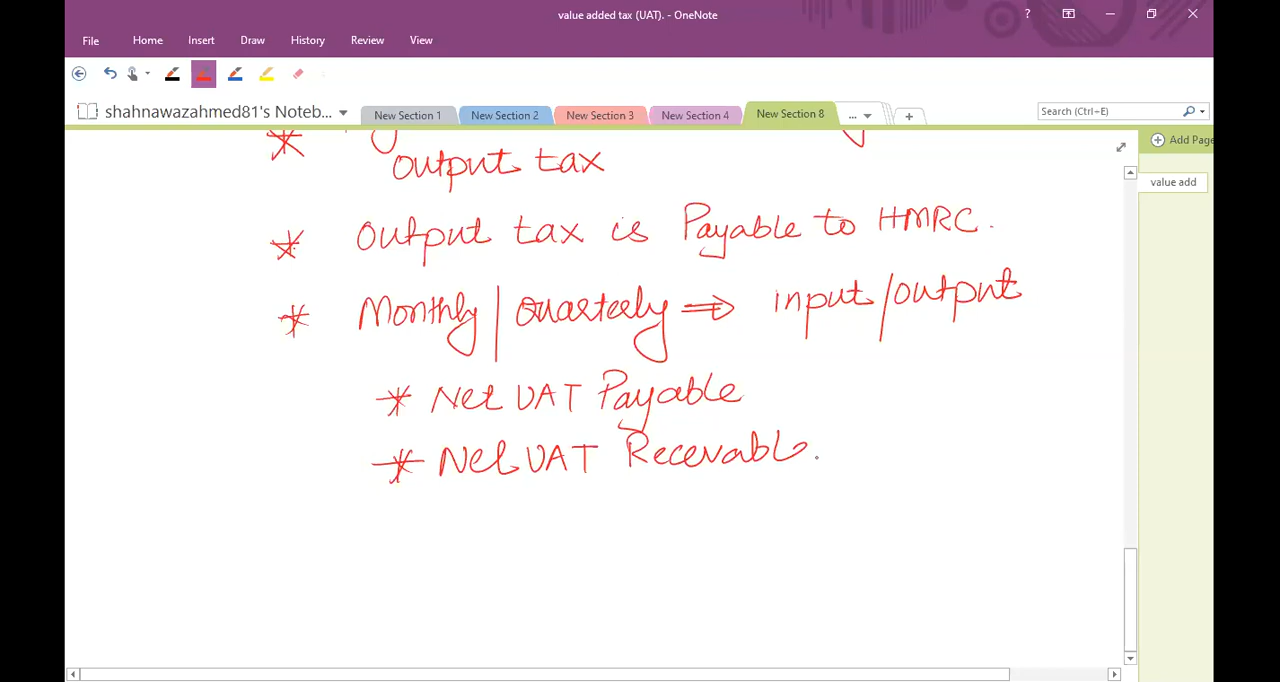 value added tax (UAT). - OneNote
?
File Home Insert Draw History Review View
shahnawazahmed81's Noteb... New Section 1 New Section 2 New Section 3 New Section 4 New Section 8 ... Search (Ctrl+E)
Add Page
value add
output tax
* Output tax is Payable to HMRC.
* Monthly | Quarterly ⇒ input/output
* Net VAT Payable
* Net VAT Recevabl